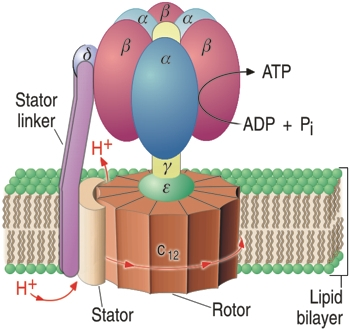 α
α
β
β
β
α
δ
ATP
Stator
linker
ADP + Pi
H+
γ
ε
C12
H+
Stator
Rotor
Lipid
bilayer